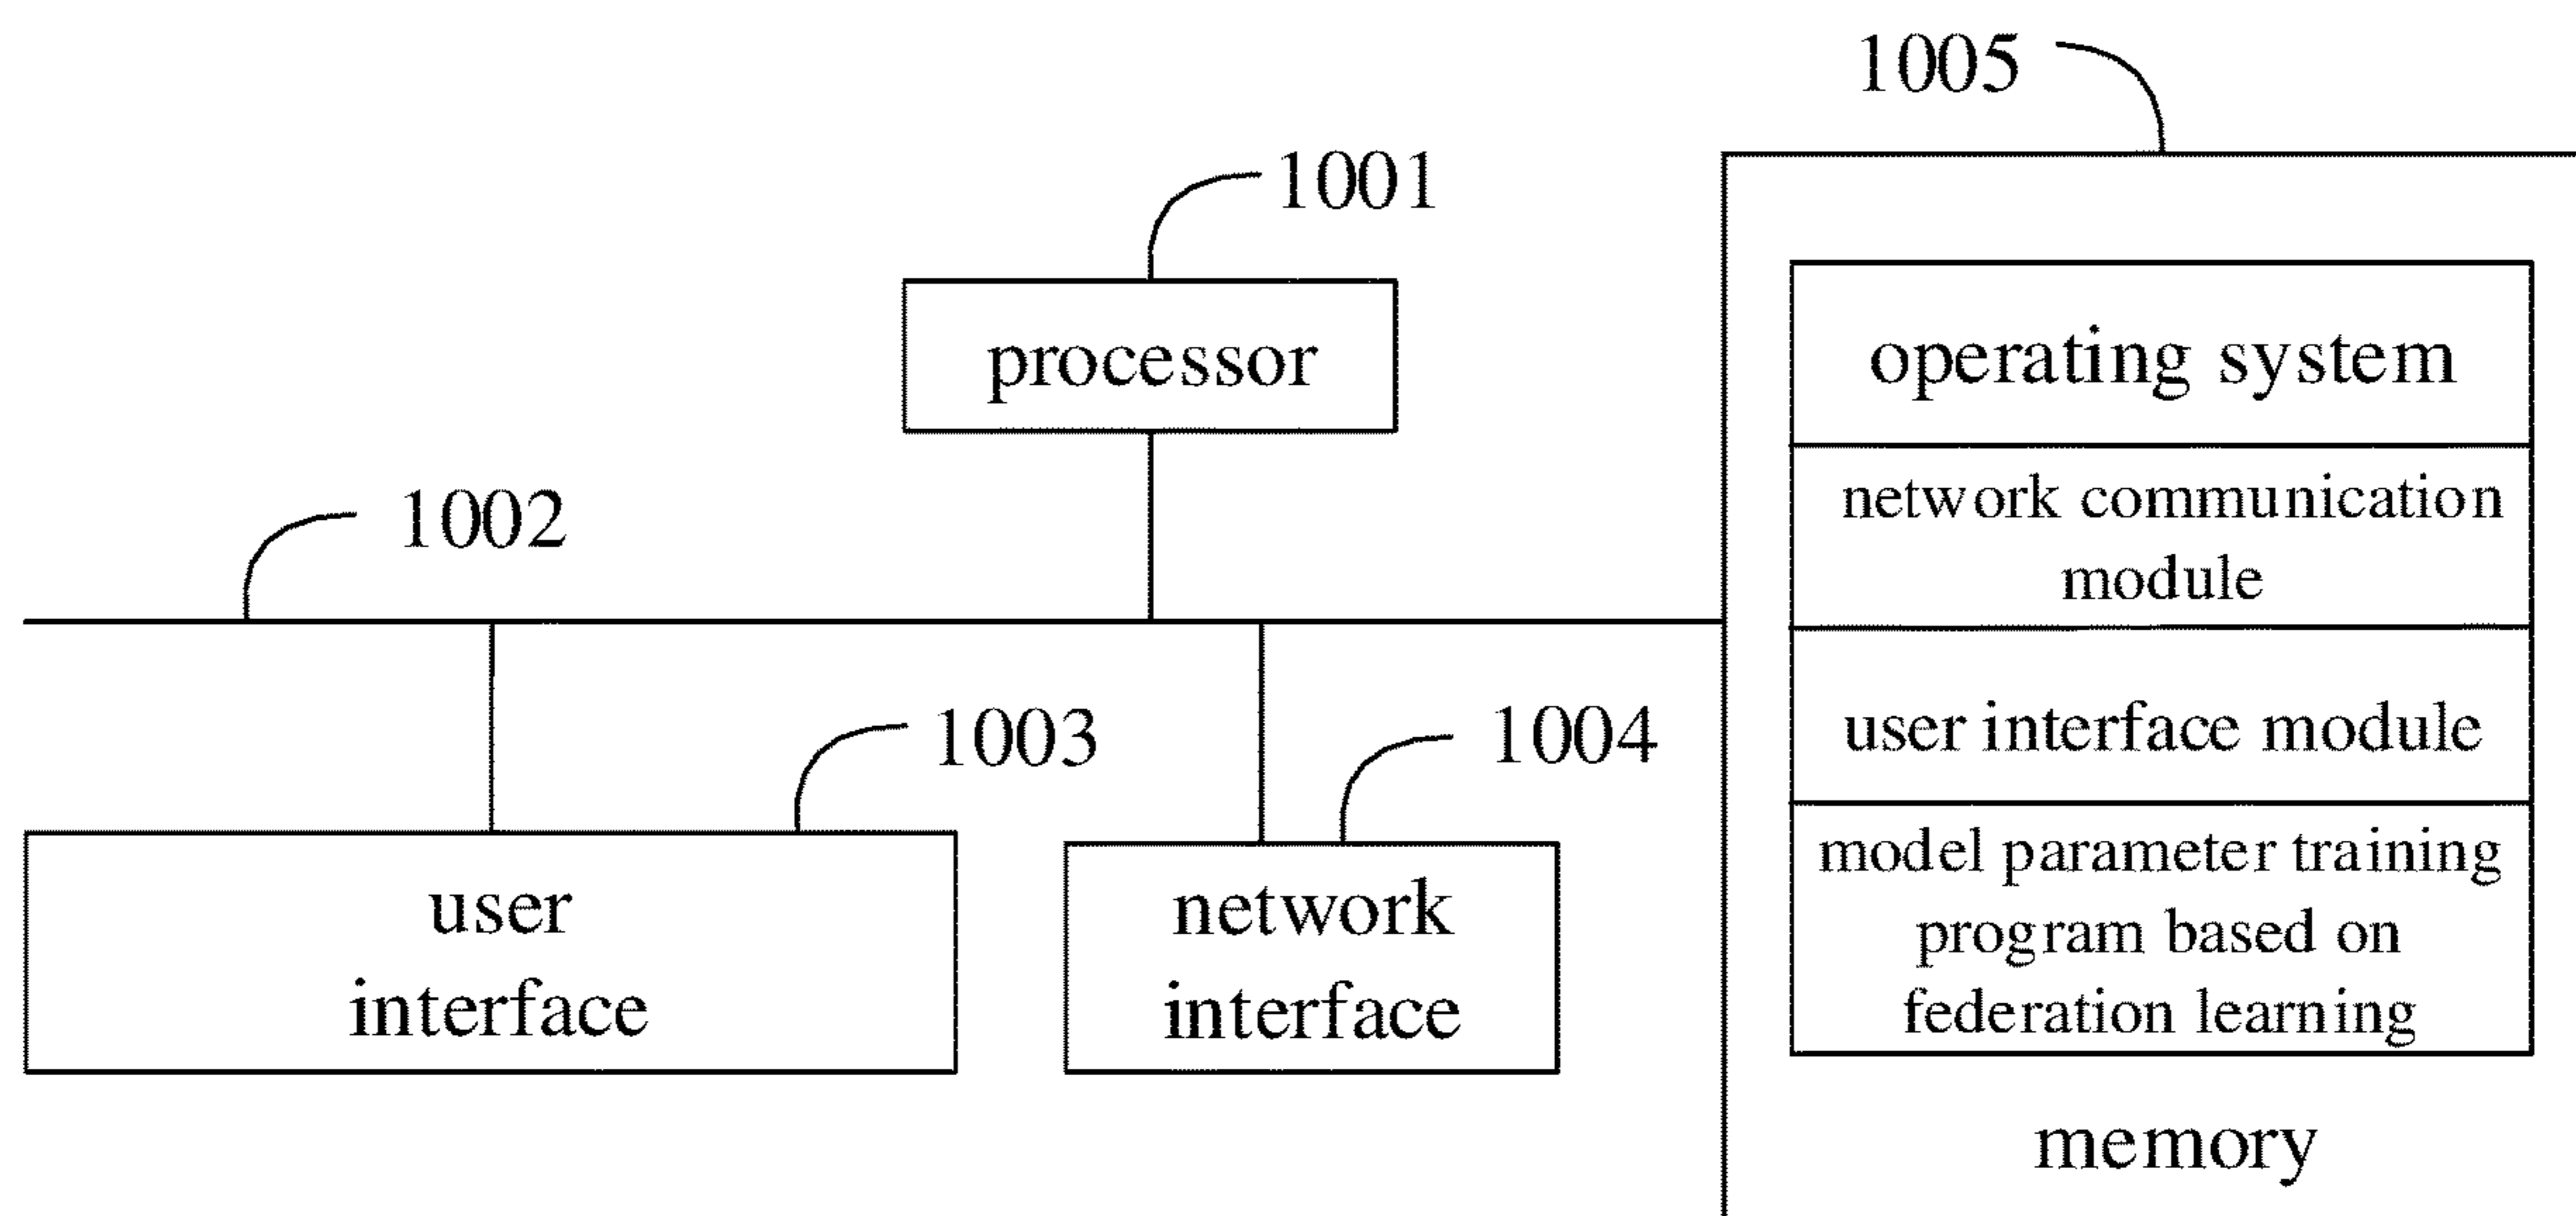 1005
1001
processor
operating system
1002
network communication
module
1003
1004
user interface module
user
interface
network
interface
model parameter training
program based on
federation learning
memory